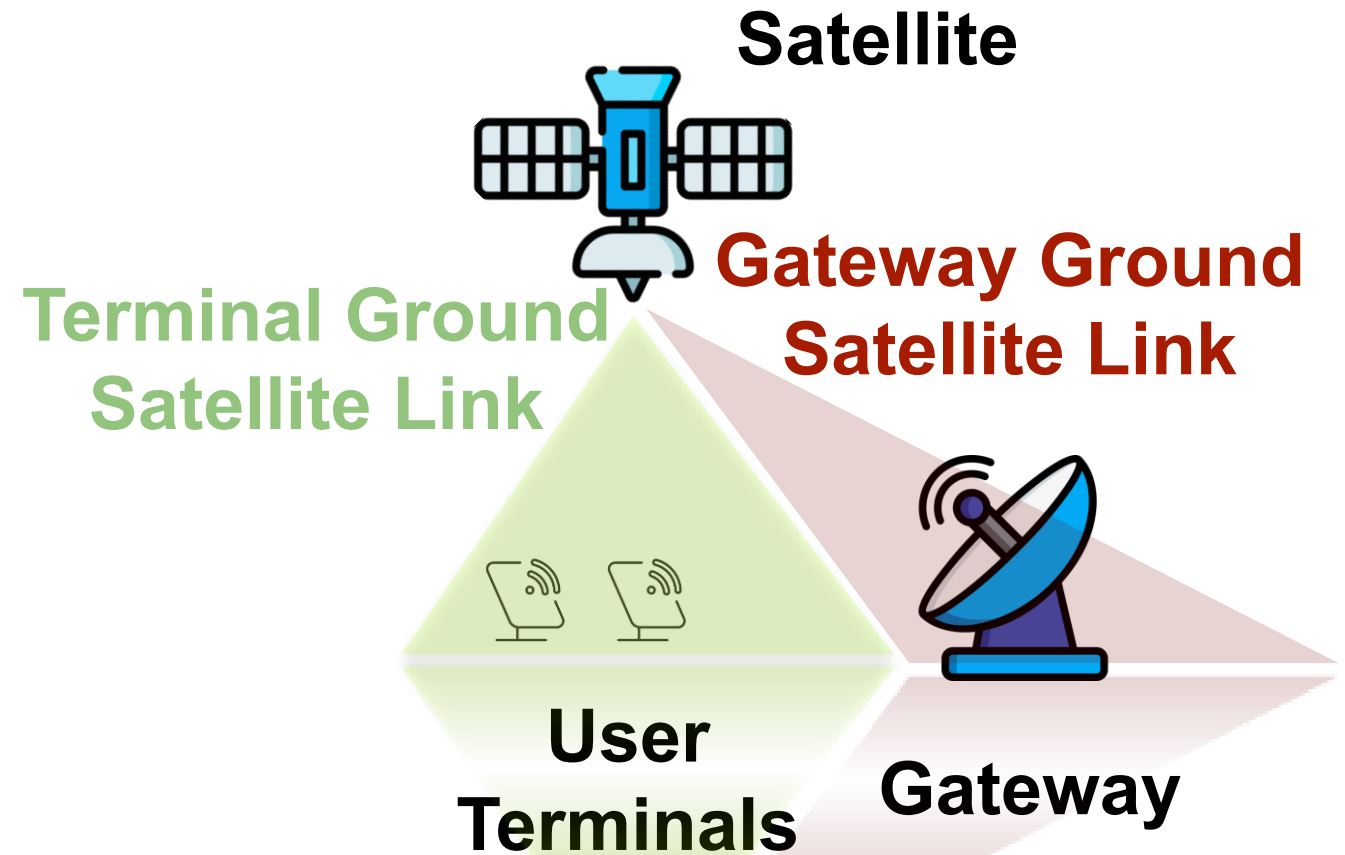 Satellite
Gateway Ground
Satellite Link
Terminal Ground
Satellite Link
User
Terminals
Gateway